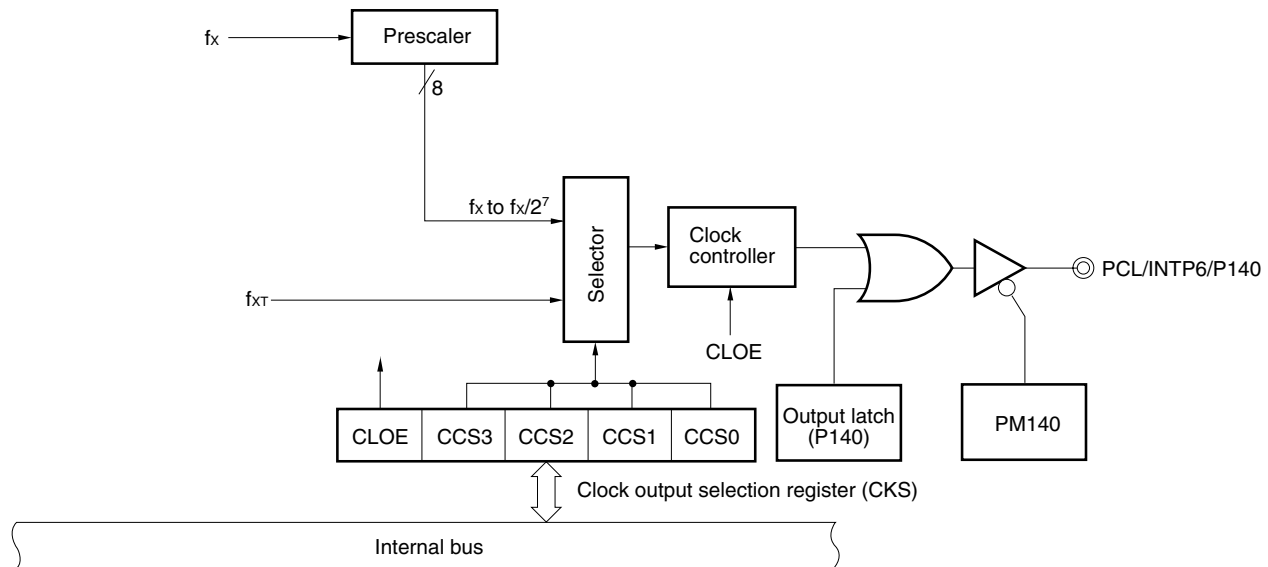 fX
Prescaler
8
fX to fX/2⁷
Selector
Clock
controller
PCL/INTP6/P140
fXT
CLOE
CLOE
CCS3
CCS2
CCS1
CCS0
Output latch
(P140)
PM140
Clock output selection register (CKS)
Internal bus